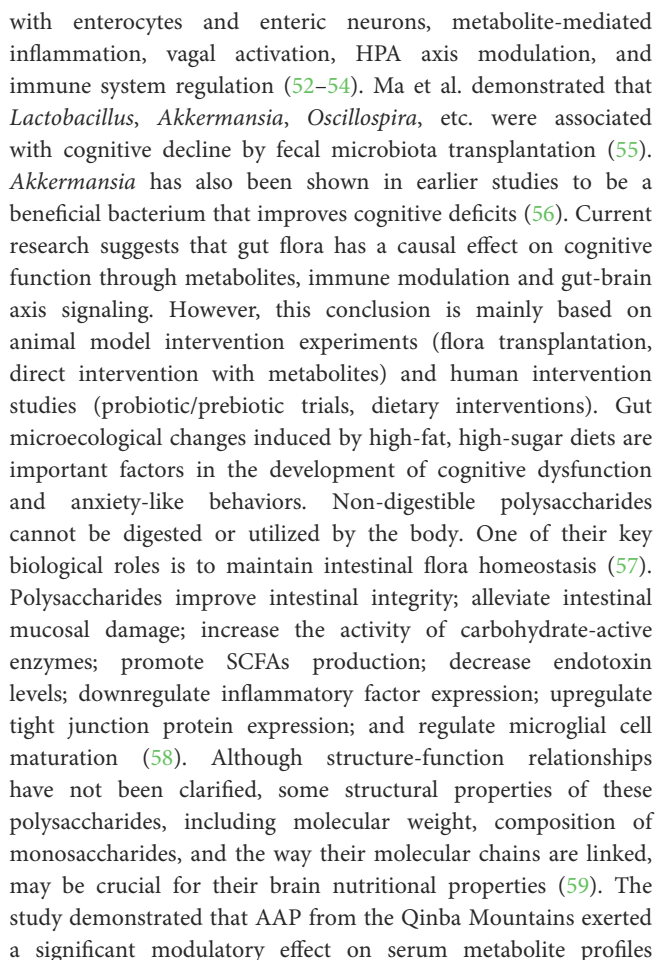 with enterocytes and enteric neurons, metabolite-mediated
inflammation, vagal activation, HPA axis modulation, and
immune system regulation (52–54). Ma et al. demonstrated that
Lactobacillus, Akkermansia, Oscillospira, etc. were associated
with cognitive decline by fecal microbiota transplantation (55).
Akkermansia has also been shown in earlier studies to be a
beneficial bacterium that improves cognitive deficits (56). Current
research suggests that gut flora has a causal effect on cognitive
function through metabolites, immune modulation and gut-brain
axis signaling. However, this conclusion is mainly based on
animal model intervention experiments (flora transplantation,
direct intervention with metabolites) and human intervention
studies (probiotic/prebiotic trials, dietary interventions). Gut
microecological changes induced by high-fat, high-sugar diets are
important factors in the development of cognitive dysfunction
and anxiety-like behaviors. Non-digestible polysaccharides
cannot be digested or utilized by the body. One of their key
biological roles is to maintain intestinal flora homeostasis (57).
Polysaccharides improve intestinal integrity; alleviate intestinal
mucosal damage; increase the activity of carbohydrate-active
enzymes; promote SCFAs production; decrease endotoxin
levels; downregulate inflammatory factor expression; upregulate
tight junction protein expression; and regulate microglial cell
maturation (58). Although structure-function relationships
have not been clarified, some structural properties of these
polysaccharides, including molecular weight, composition of
monosaccharides, and the way their molecular chains are linked,
may be crucial for their brain nutritional properties (59). The
study demonstrated that AAP from the Qinba Mountains exerted
a significant modulatory effect on serum metabolite profiles